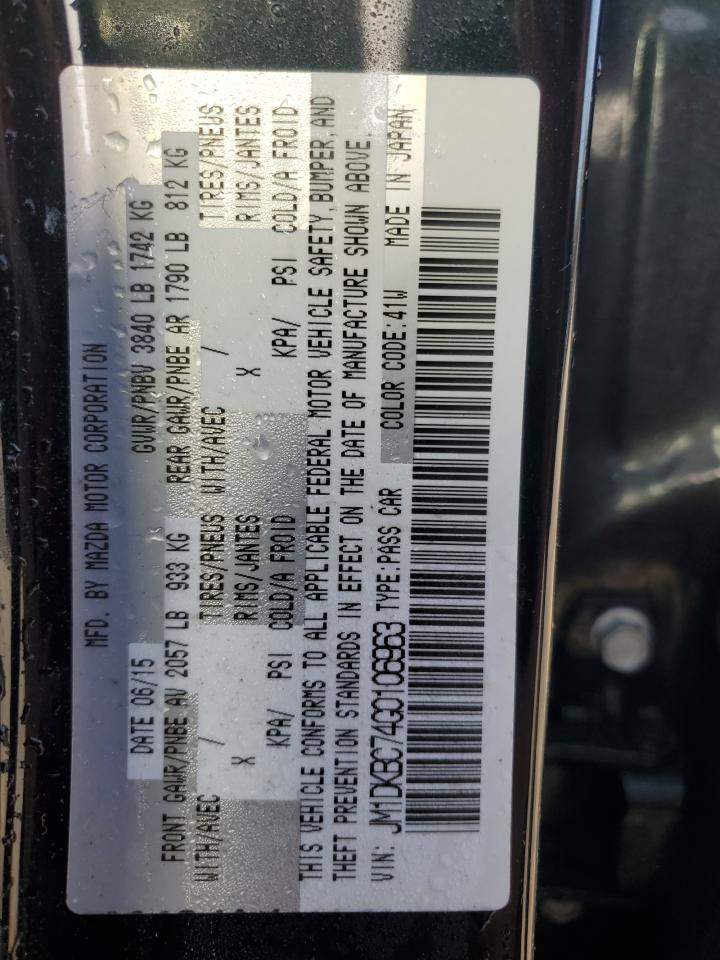 MFD. BY MAZDA MOTOR CORPORATION
DATE 06/15 GVWR/PNBV 3840 LB 1742 KG
FRONT GAWR/PNBE AV 2057 LB 933 KG REAR GAWR/PNBE AR 1790 LB 812 KG
WITH/AVEC / TIRES/PNEUS WITH/AVEC / TIRES/PNEUS
X RIMS/JANTES X RIMS/JANTES
KPA/ PSI COLD/A FROID KPA/ PSI COLD/A FROID
THIS VEHICLE CONFORMS TO ALL APPLICABLE FEDERAL MOTOR VEHICLE SAFETY, BUMPER, AND
THEFT PREVENTION STANDARDS IN EFFECT ON THE DATE OF MANUFACTURE SHOWN ABOVE.
VIN: JM1DKBC74G0106963 TYPE:PASS CAR COLOR CODE:41W MADE IN JAPAN